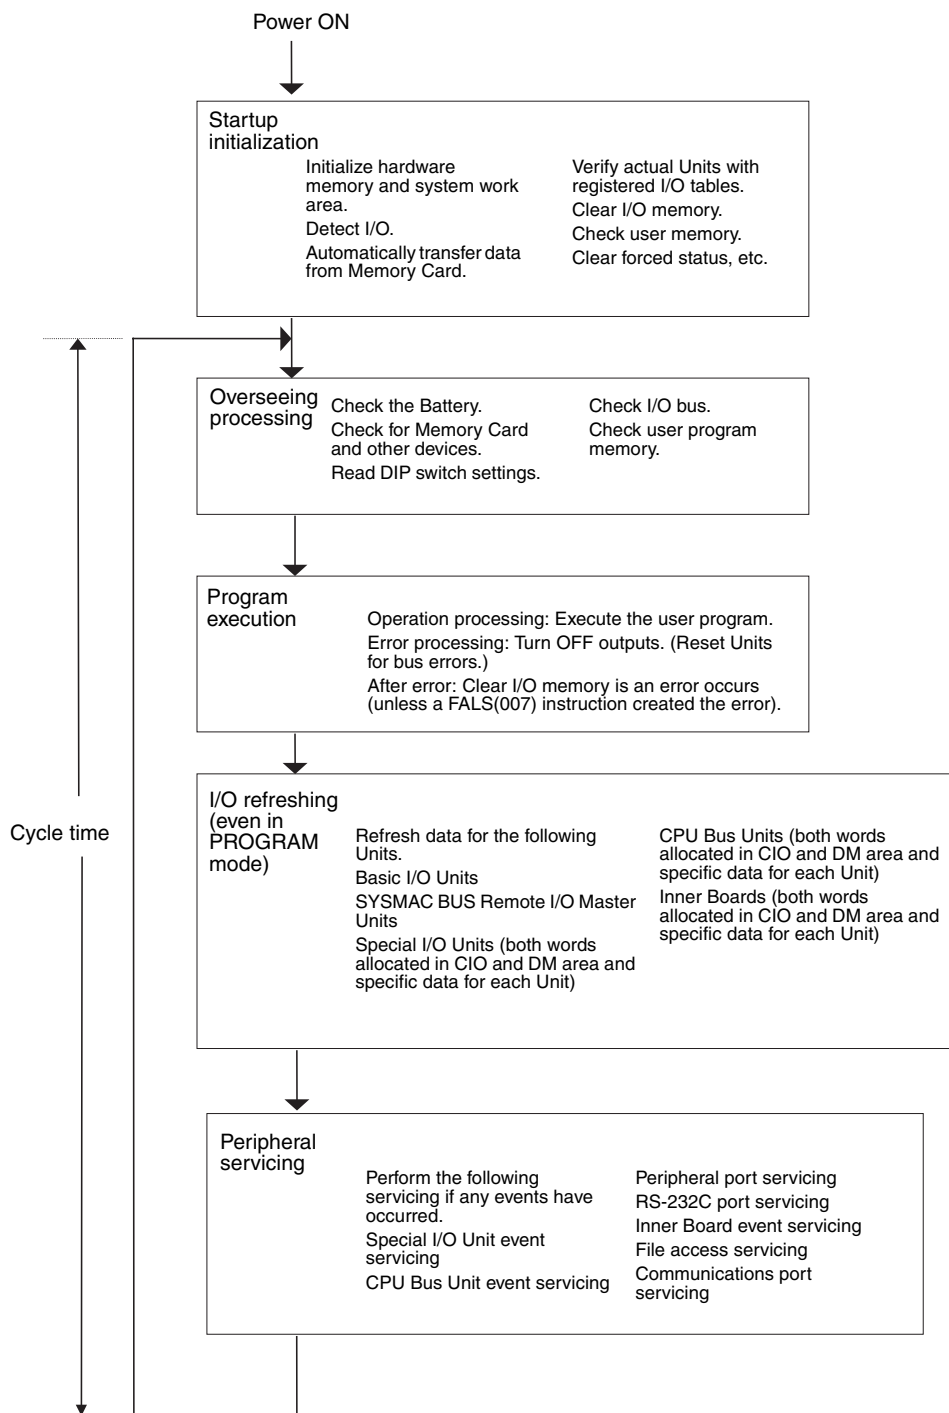 Power ON
Startup
initialization
Initialize hardware
memory and system work
area.
Detect I/O.
Automatically transfer data
from Memory Card.
Verify actual Units with
registered I/O tables.
Clear I/O memory.
Check user memory.
Clear forced status, etc.
Overseeing
processing
Check the Battery.
Check for Memory Card
and other devices.
Read DIP switch settings.
Check I/O bus.
Check user program
memory.
Program
execution
Operation processing: Execute the user program.
Error processing: Turn OFF outputs. (Reset Units
for bus errors.)
After error: Clear I/O memory is an error occurs
(unless a FALS(007) instruction created the error).
Cycle time
I/O refreshing
(even in
PROGRAM
mode)
Refresh data for the following
Units.
Basic I/O Units
SYSMAC BUS Remote I/O Master
Units
Special I/O Units (both words
allocated in CIO and DM area and
specific data for each Unit)
CPU Bus Units (both words
allocated in CIO and DM area and
specific data for each Unit)
Inner Boards (both words
allocated in CIO and DM area and
specific data for each Unit)
Peripheral
servicing
Perform the following
servicing if any events have
occurred.
Special I/O Unit event
servicing
CPU Bus Unit event servicing
Peripheral port servicing
RS-232C port servicing
Inner Board event servicing
File access servicing
Communications port
servicing